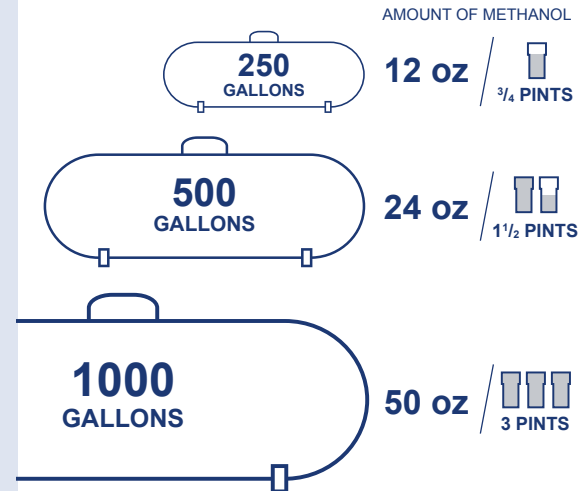 AMOUNT OF METHANOL
250
GALLONS
12 oz
3/4 PINTS
500
GALLONS
24 oz
1 1/2 PINTS
1000
GALLONS
50 oz
3 PINTS